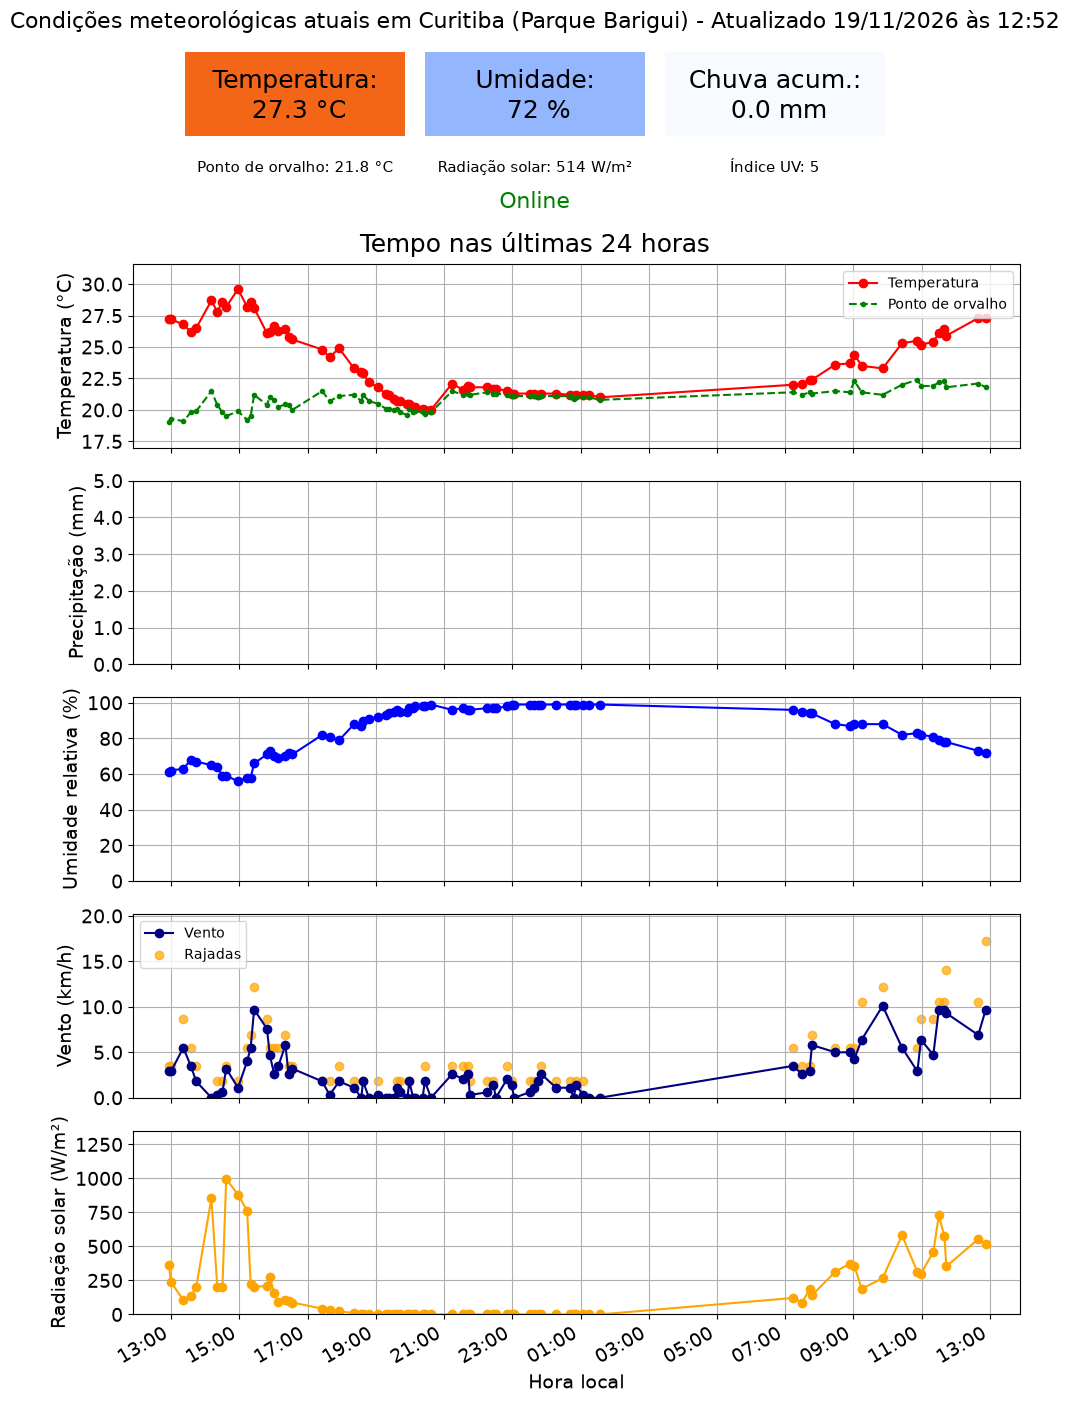 Condições meteorológicas atuais em Curitiba (Parque Barigui) - Atualizado 19/11/2026 às 12:52
Temperatura:
27.3 °C
Umidade:
72 %
Chuva acum.:
0.0 mm
Ponto de orvalho: 21.8 °C
Radiação solar: 514 W/m²
Índice UV: 5
Online
Tempo nas últimas 24 horas
Temperatura (°C)
30.0
27.5
25.0
22.5
20.0
17.5
Temperatura
Ponto de orvalho
Precipitação (mm)
5.0
4.0
3.0
2.0
1.0
0.0
Umidade relativa (%)
100
80
60
40
20
0
Vento (km/h)
20.0
15.0
10.0
5.0
0.0
Vento
Rajadas
Radiação solar (W/m²)
1250
1000
750
500
250
0
13:00
15:00
17:00
19:00
21:00
23:00
01:00
03:00
05:00
07:00
09:00
11:00
13:00
Hora local